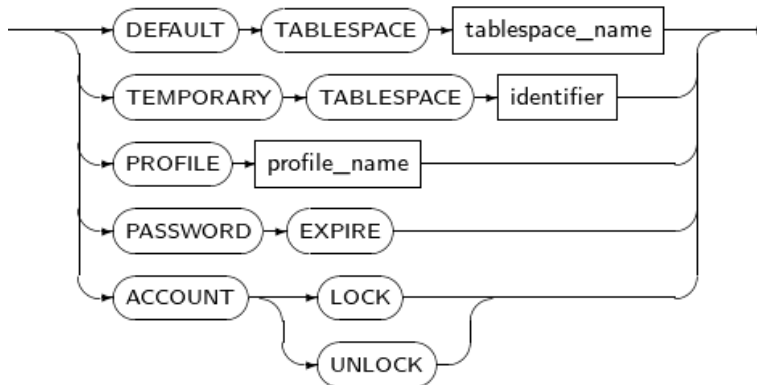 DEFAULT TABLESPACE tablespace_name
TEMPORARY TABLESPACE identifier
PROFILE profile_name
PASSWORD EXPIRE
ACCOUNT LOCK
UNLOCK